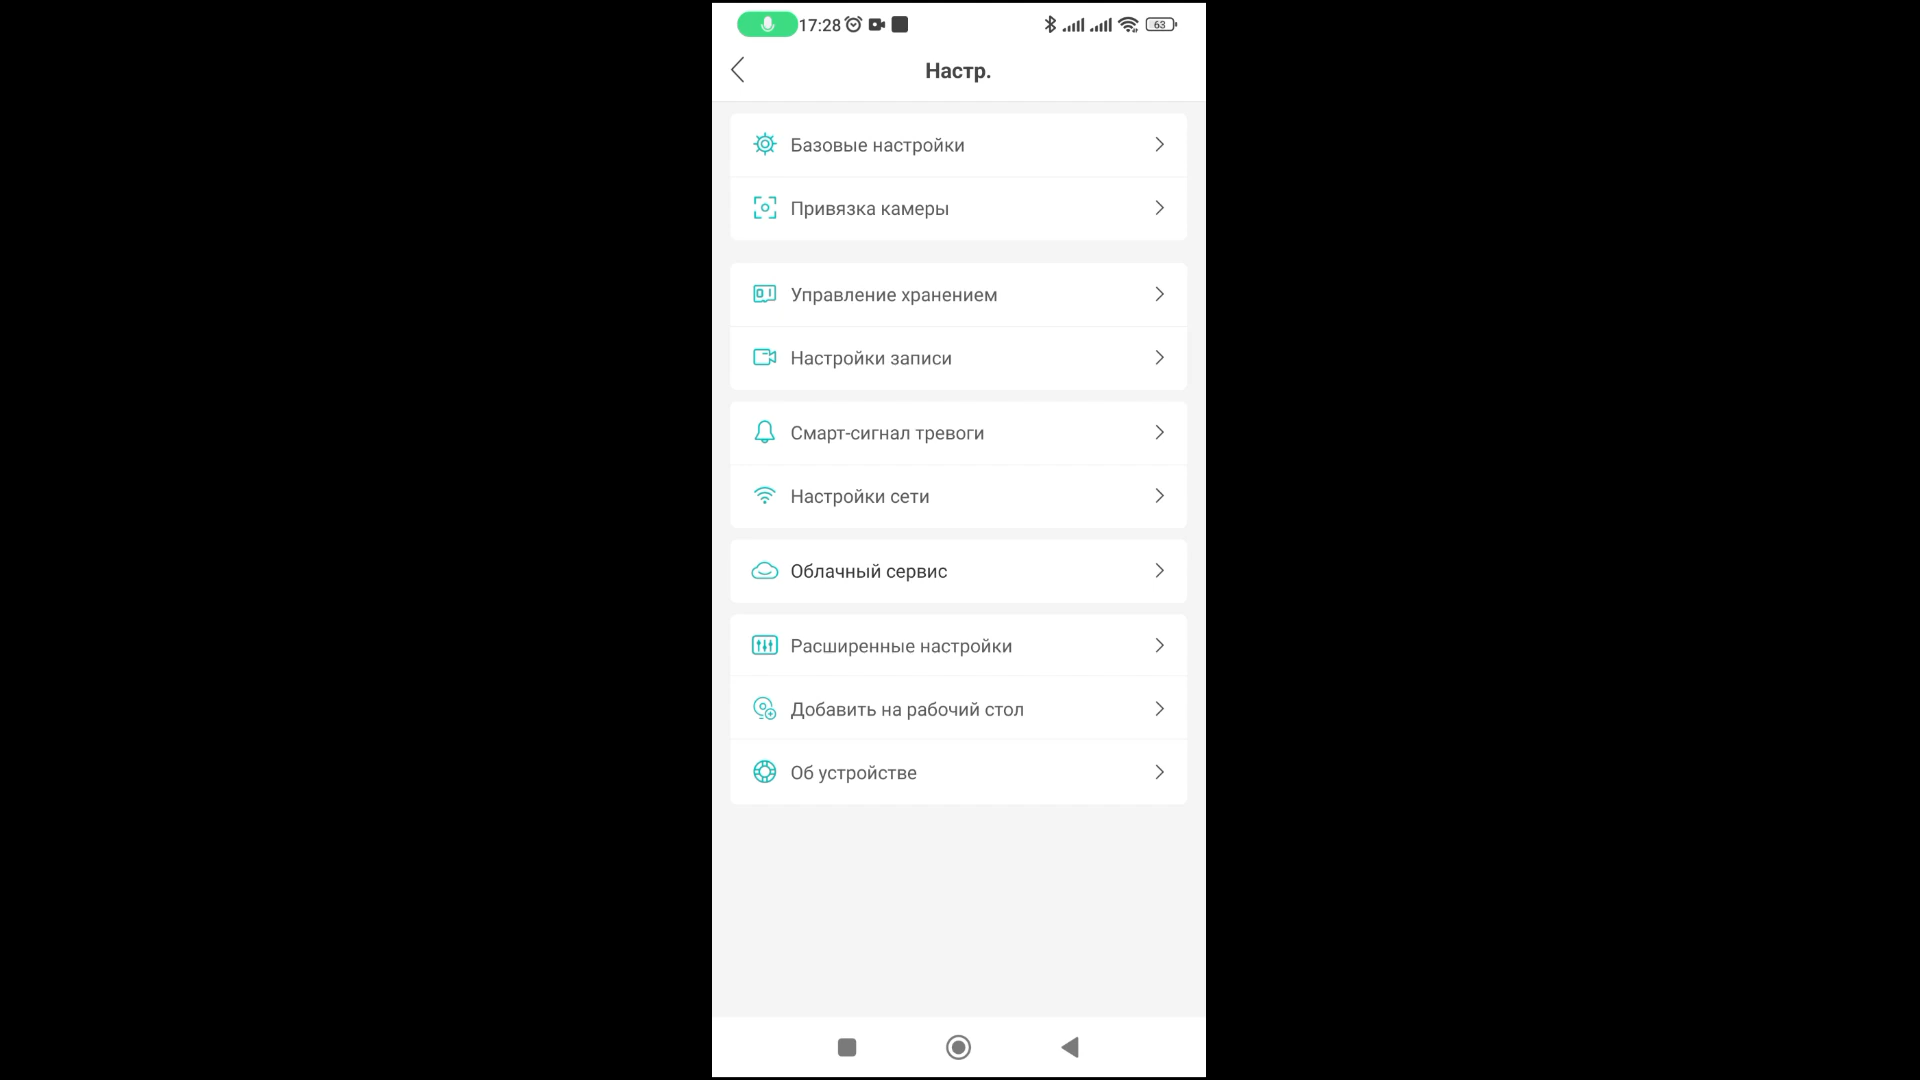 17:28
63
Настр.
Базовые настройки
Привязка камеры
Управление хранением
Настройки записи
Смарт-сигнал тревоги
Настройки сети
Облачный сервис
Расширенные настройки
Добавить на рабочий стол
Об устройстве